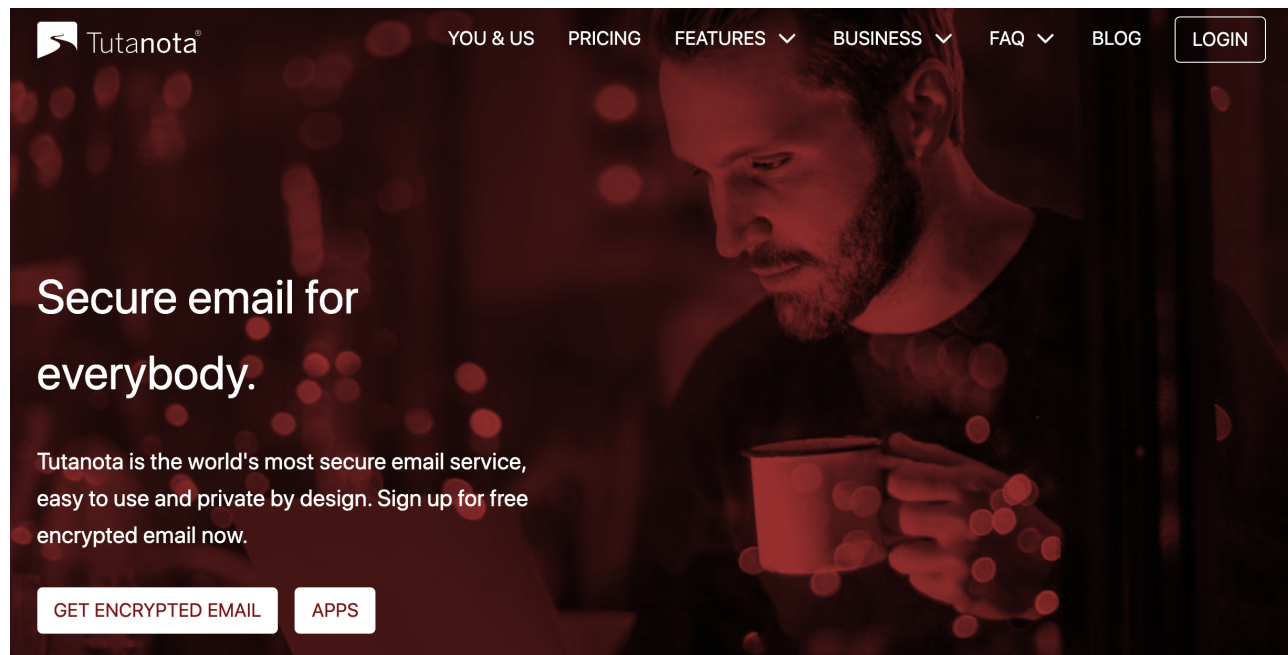 Tutanota®
YOU & US
PRICING
FEATURES
BUSINESS
FAQ
BLOG
LOGIN
Secure email for
everybody.
Tutanota is the world's most secure email service,
easy to use and private by design. Sign up for free
encrypted email now.
GET ENCRYPTED EMAIL
APPS